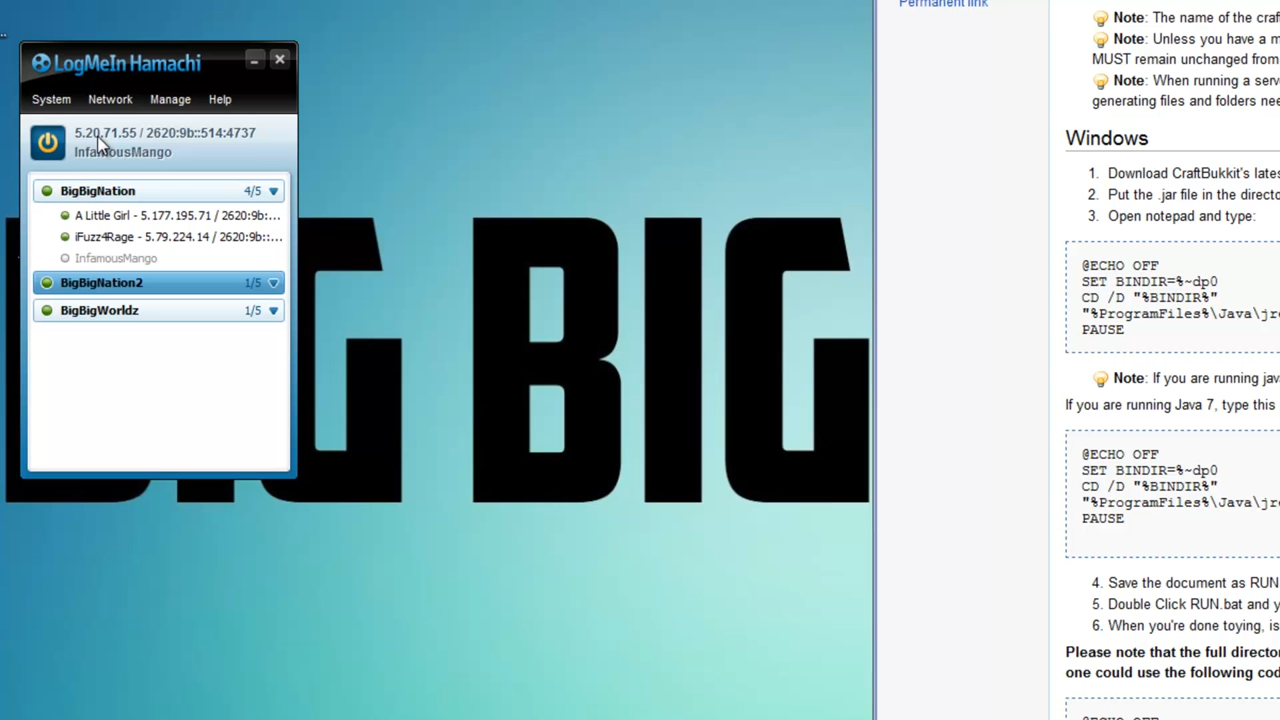 LogMeIn Hamachi
System Network Manage Help
5.20.71.55 / 2620:9b::514:4737
InfamousMango
BigBigNation 4/5
A Little Girl - 5.177.195.71 / 2620:9b:...
iFuzz4Rage - 5.79.224.14 / 2620:9b::...
InfamousMango
BigBigNation2 1/5
BigBigWorldz 1/5
BIG BIG
Permanent link
Note: The name of the craf
Note: Unless you have a m
MUST remain unchanged from
Note: When running a serv
generating files and folders nee
Windows
1. Download CraftBukkit's lates
2. Put the .jar file in the directo
3. Open notepad and type:
@ECHO OFF
SET BINDIR=%~dp0
CD /D "%BINDIR%"
"%ProgramFiles%\Java\jre
PAUSE
Note: If you are running jav
If you are running Java 7, type this
@ECHO OFF
SET BINDIR=%~dp0
CD /D "%BINDIR%"
"%ProgramFiles%\Java\jre
PAUSE
4. Save the document as RUN.
5. Double Click RUN.bat and y
6. When you're done toying, is
Please note that the full director
one could use the following cod